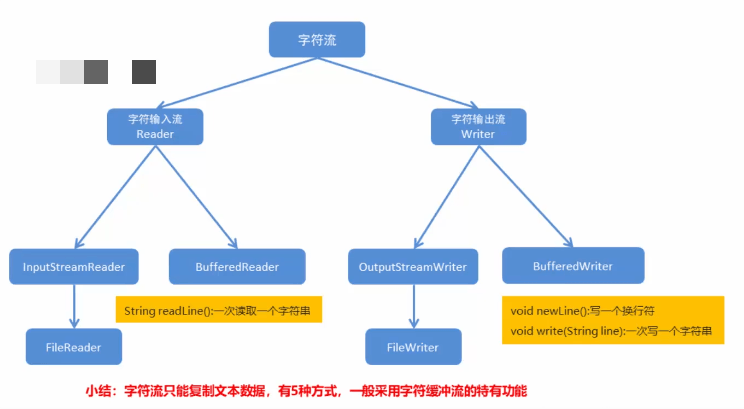 字符流
字符输入流
Reader
字符输出流
Writer
InputStreamReader
BufferedReader
OutputStreamWriter
BufferedWriter
String readLine():一次读取一个字符串
void newLine():写一个换行符
void write(String line):一次写一个字符串
FileReader
FileWriter
小结：字符流只能复制文本数据，有5种方式，一般采用字符缓冲流的特有功能